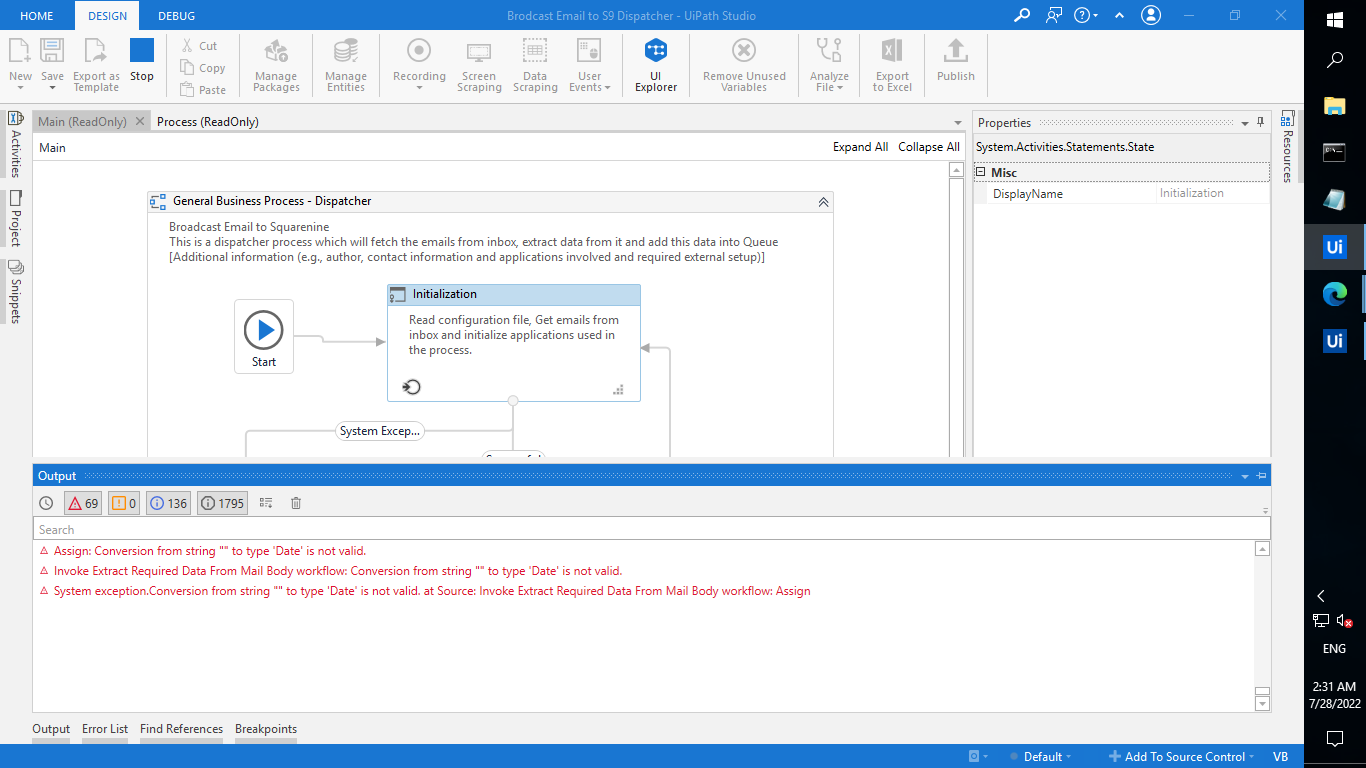 HOME DESIGN DEBUG Brodcast Email to S9 Dispatcher - UiPath Studio
New Save Export as Template Stop Cut Copy Paste Manage Packages Manage Entities Recording Screen Scraping Data Scraping User Events UI Explorer Remove Unused Variables Analyze File Export to Excel Publish
Main (ReadOnly) Process (ReadOnly)
Main Expand All Collapse All
Activities
Project
Snippets
General Business Process - Dispatcher
Broadcast Email to Squarenine
This is a dispatcher process which will fetch the emails from inbox, extract data from it and add this data into Queue
[Additional information (e.g., author, contact information and applications involved and required external setup)]
Start
Initialization
Read configuration file, Get emails from
inbox and initialize applications used in
the process.
System Excep...
Properties
System.Activities.Statements.State
Misc
DisplayName Initialization
Resources
Output
69 0 136 1795
Search
Assign: Conversion from string "" to type 'Date' is not valid.
Invoke Extract Required Data From Mail Body workflow: Conversion from string "" to type 'Date' is not valid.
System exception.Conversion from string "" to type 'Date' is not valid. at Source: Invoke Extract Required Data From Mail Body workflow: Assign
Output Error List Find References Breakpoints
Default Add To Source Control VB
Ui
Ui
ENG
2:31 AM
7/28/2022